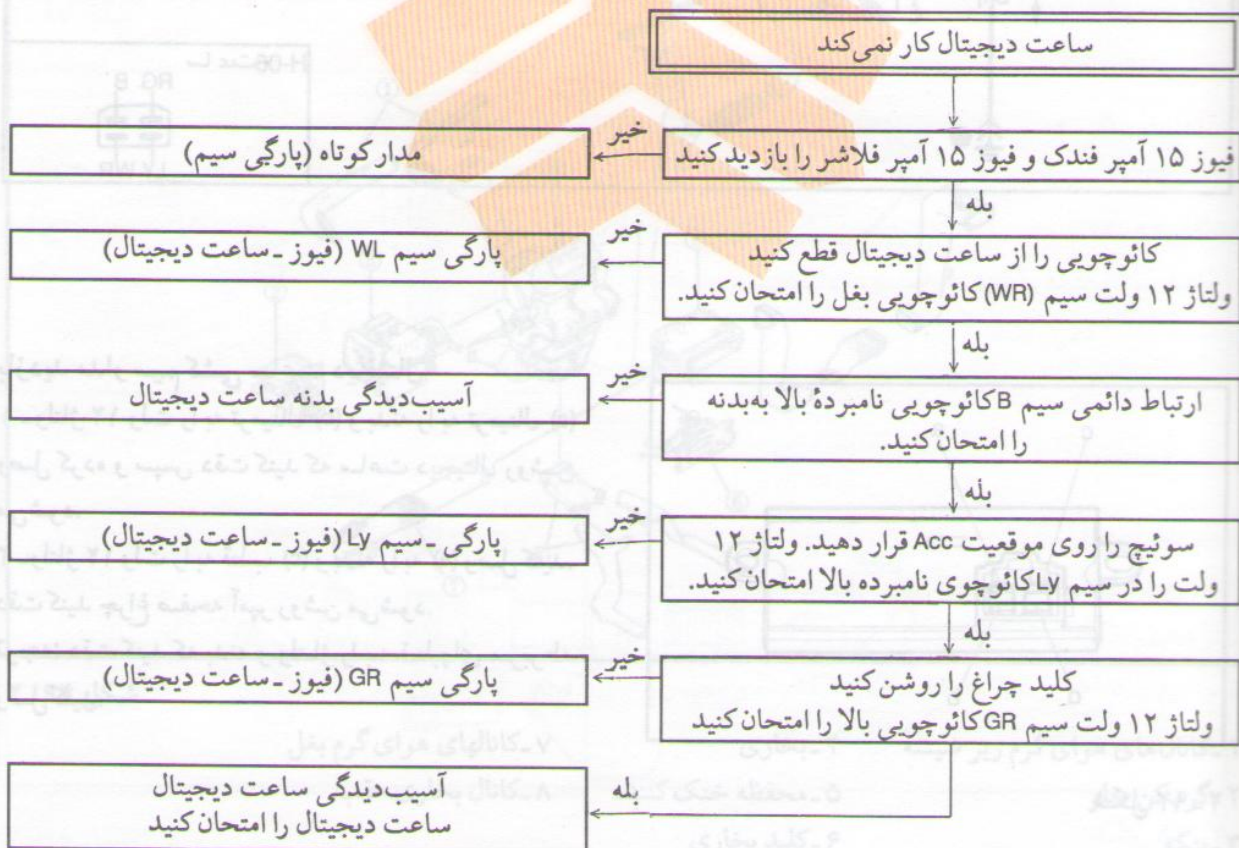 ساعت دیجیتال کار نمی‌کند
فیوز ۱۵ آمپر فندک و فیوز ۱۵ آمپر فلاشر را بازدید کنید
خیر
مدار کوتاه (پارگی سیم)
بله
کائوچویی را از ساعت دیجیتال قطع کنید
ولتاژ ۱۲ ولت سیم (WR) کائوچویی بغل را امتحان کنید.
خیر
پارگی سیم WL (فیوز ـ ساعت دیجیتال)
بله
ارتباط دائمی سیم B کائوچویی نامبردهٔ بالا به‌بدنه
را امتحان کنید.
خیر
آسیب‌دیدگی بدنه ساعت دیجیتال
بله
سوئیچ را روی موقعیت Acc قرار دهید. ولتاژ ۱۲
ولت را در سیم Ly کائوچوی نامبرده بالا امتحان کنید.
خیر
پارگی ـ سیم Ly (فیوز ـ ساعت دیجیتال)
بله
کلید چراغ را روشن کنید
ولتاژ ۱۲ ولت سیم GR کائوچویی بالا را امتحان کنید
خیر
پارگی سیم GR (فیوز ـ ساعت دیجیتال)
بله
آسیب‌دیدگی ساعت دیجیتال
ساعت دیجیتال را امتحان کنید